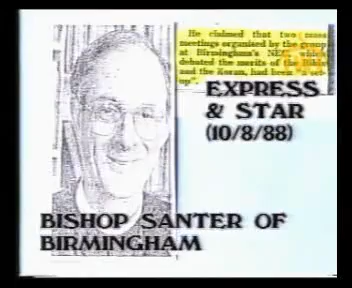 He claimed that two mass
meetings organised by the group
at Birmingham's NEC, which
debated the merits of the Bible
and the Koran, had been "a set-
up".
EXPRESS
& STAR
(10/8/88)
BISHOP SANTER OF
BIRMINGHAM